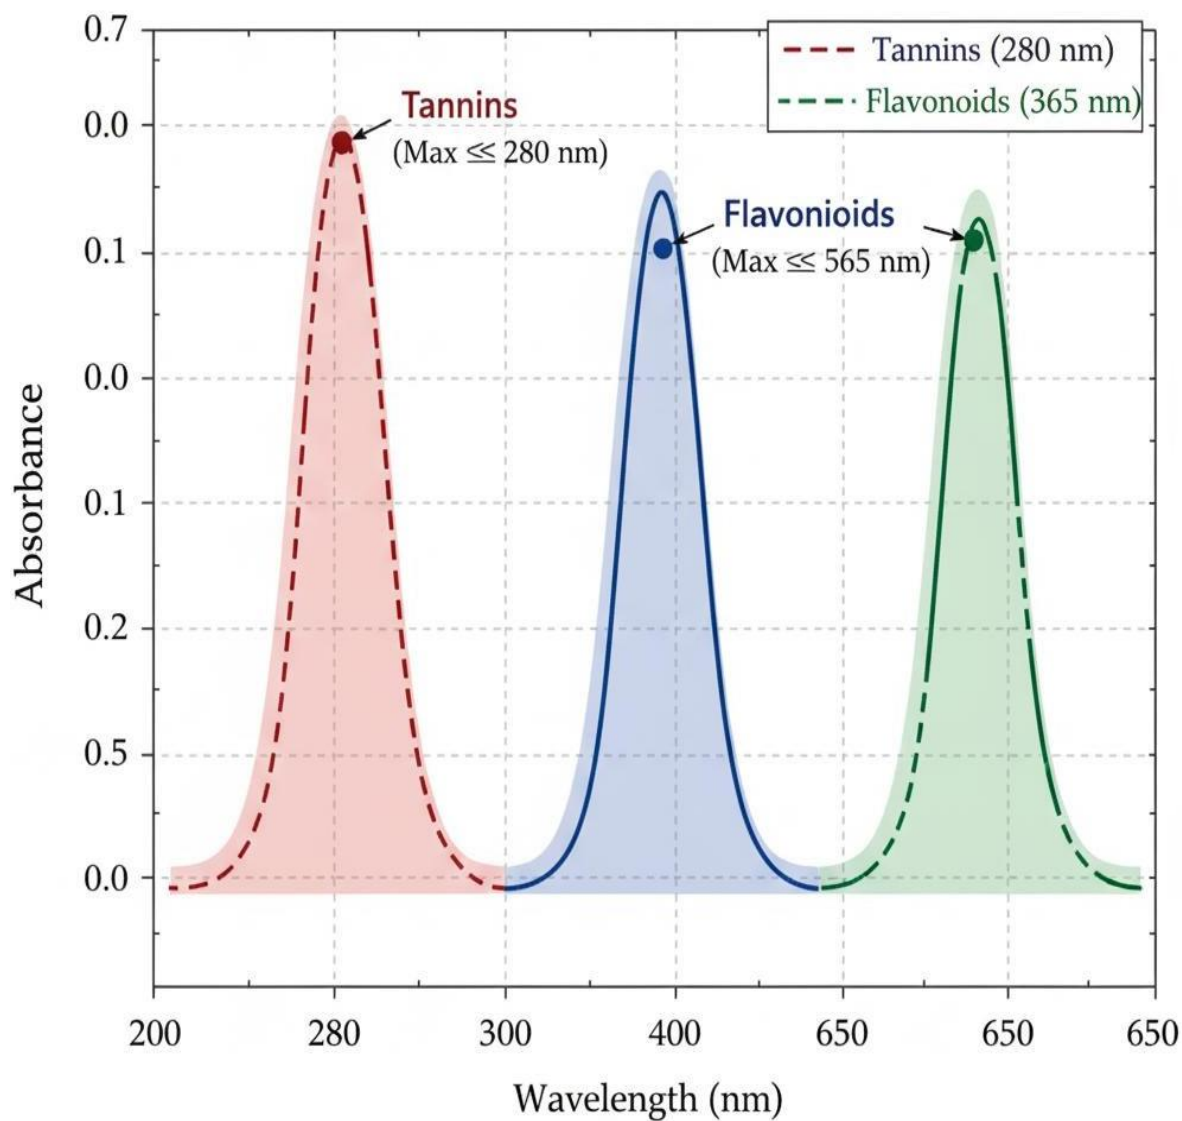 0.7
Tannins (280 nm)
Flavonoids (365 nm)
Tannins
(Max ≪ 280 nm)
0.0
Flavonioids
(Max ≪ 565 nm)
0.1
0.0
0.1
0.2
0.5
0.0
Absorbance
200 280 300 400 650 650 650
Wavelength (nm)